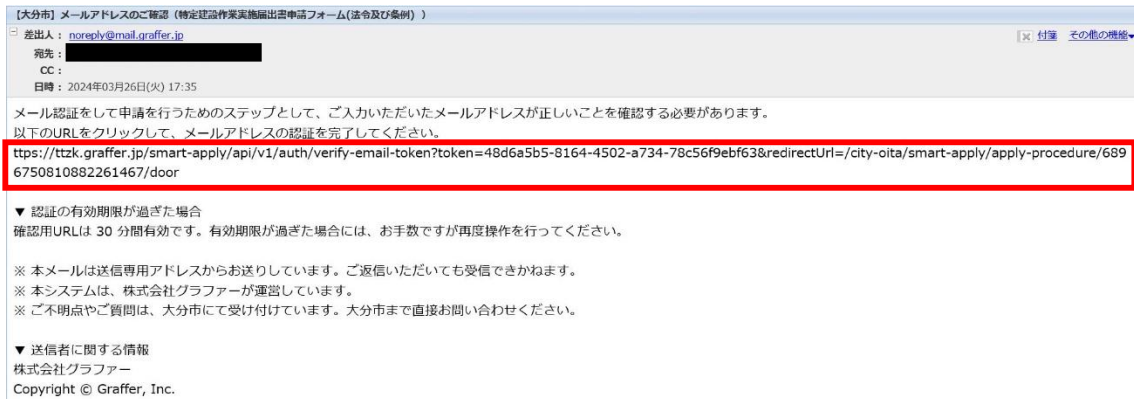 【大分市】メールアドレスのご確認（特定建設作業実施届出書申請フォーム(法令及び条例)）
差出人： noreply@mail.graffer.jp
付箋 その他の機能▼
宛先：
CC：
日時： 2024年03月26日(火) 17:35
メール認証をして申請を行うためのステップとして、ご入力いただいたメールアドレスが正しいことを確認する必要があります。
以下のURLをクリックして、メールアドレスの認証を完了してください。
ttps://ttzk.graffer.jp/smart-apply/api/v1/auth/verify-email-token?token=48d6a5b5-8164-4502-a734-78c56f9ebf63&redirectUrl=/city-oita/smart-apply/apply-procedure/689
6750810882261467/door
▼ 認証の有効期限が過ぎた場合
確認用URLは 30 分間有効です。有効期限が過ぎた場合には、お手数ですが再度操作を行ってください。
※ 本メールは送信専用アドレスからお送りしています。ご返信いただいても受信できかねます。
※ 本システムは、株式会社グラファーが運営しています。
※ ご不明点やご質問は、大分市にて受け付けています。大分市まで直接お問い合わせください。
▼ 送信者に関する情報
株式会社グラファー
Copyright © Graffer, Inc.